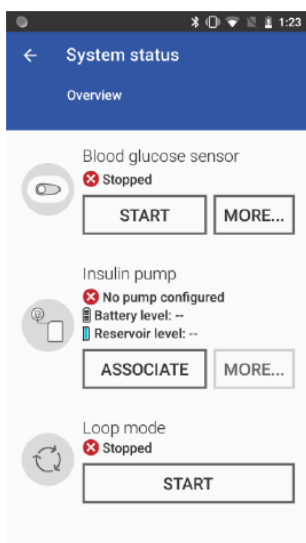 1:23
System status
Overview
Blood glucose sensor
Stopped
START
MORE...
Insulin pump
No pump configured
Battery level: --
Reservoir level: --
ASSOCIATE
MORE...
Loop mode
Stopped
START